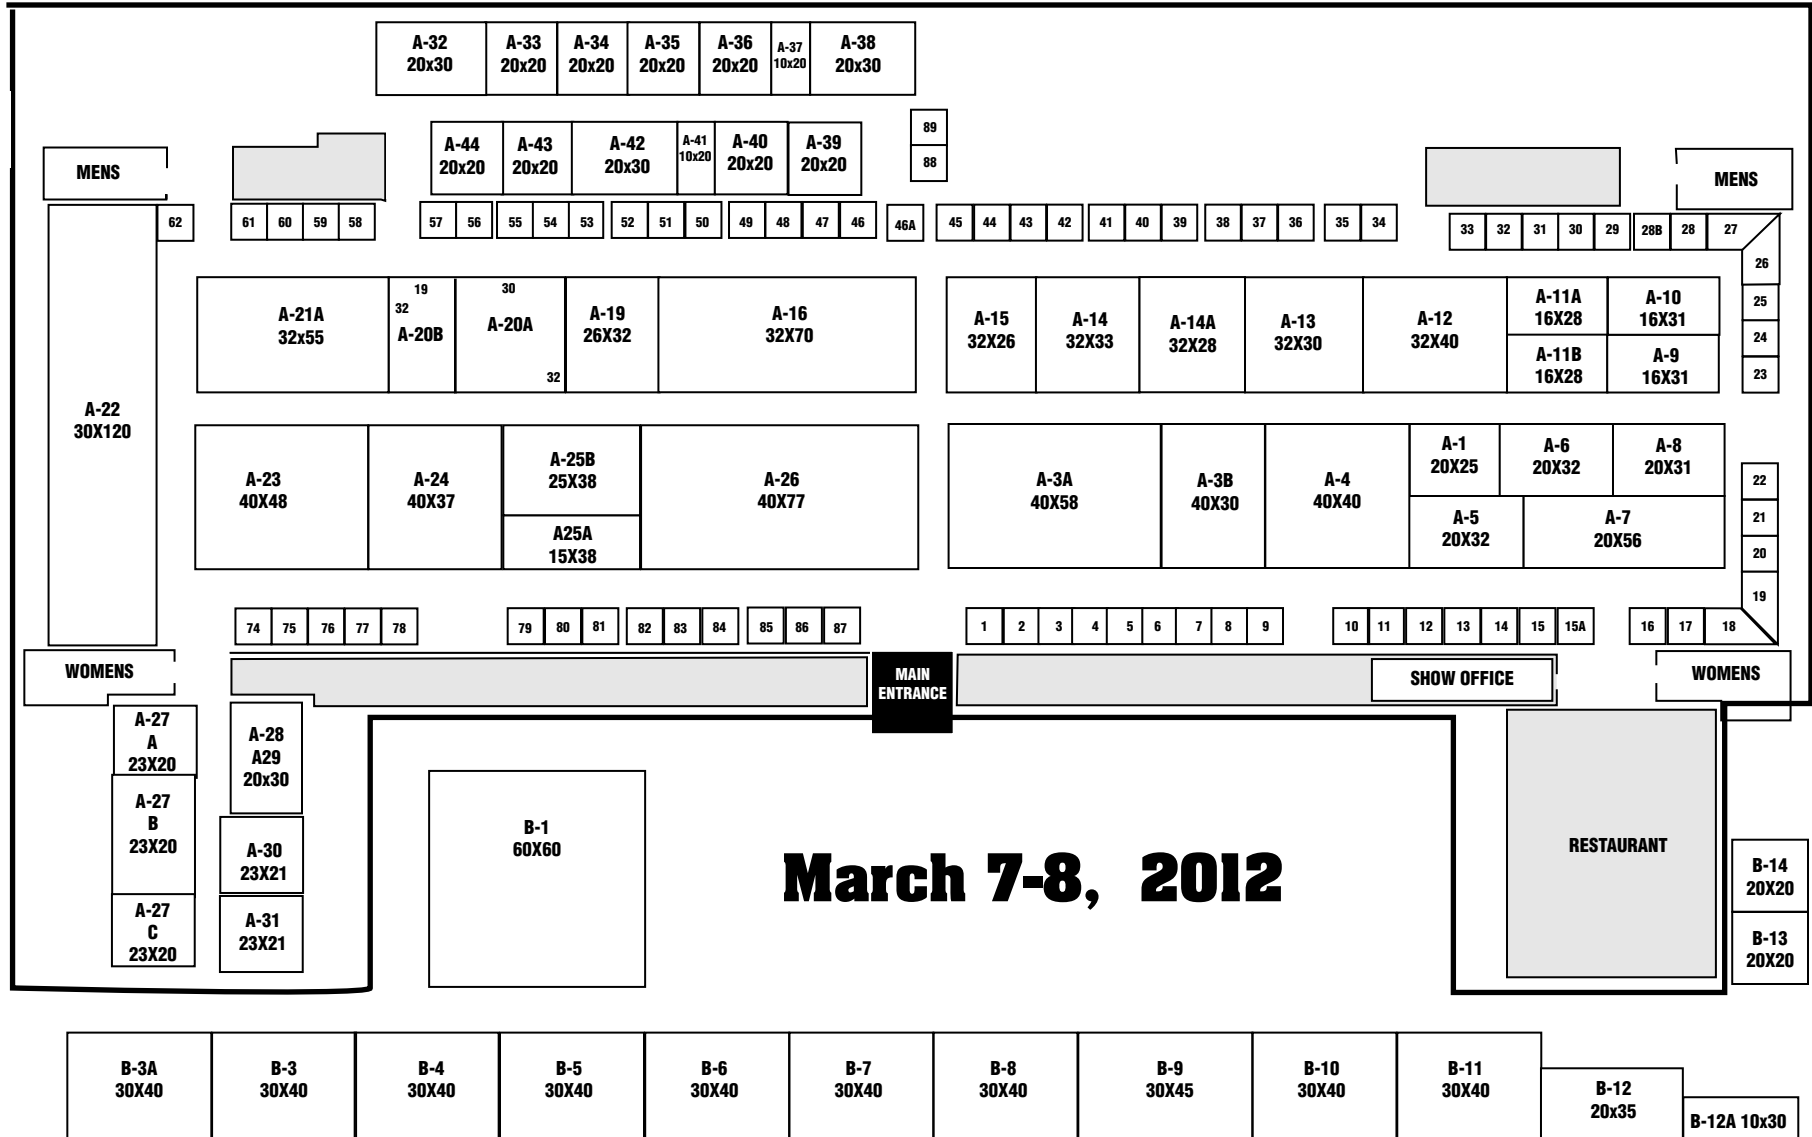 A-32
20x30
A-33
20x20
A-34
20x20
A-35
20x20
A-36
20x20
A-37
10x20
A-38
20x30
89
88
A-44
20x20
A-43
20x20
A-42
20x30
A-41
10x20
A-40
20x20
A-39
20x20
MENS
MENS
62
61 60 59 58
57 56
55 54 53
52 51 50
49 48 47 46
46A
45 44 43 42
41 40 39
38 37 36
35 34
33 32 31 30 29
28B 28 27
26
25
24
23
A-22
30X120
A-21A
32x55
19
32
A-20B
30
A-20A
32
A-19
26X32
A-16
32X70
A-15
32X26
A-14
32X33
A-14A
32X28
A-13
32X30
A-12
32X40
A-11A
16X28
A-10
16X31
A-11B
16X28
A-9
16X31
A-23
40X48
A-24
40X37
A-25B
25X38
A25A
15X38
A-26
40X77
A-3A
40X58
A-3B
40X30
A-4
40X40
A-1
20X25
A-6
20X32
A-8
20X31
A-5
20X32
A-7
20X56
22
21
20
19
74 75 76 77 78
79 80 81
82 83 84
85 86 87
1 2 3 4 5 6 7 8 9
10 11 12 13 14 15 15A
16 17 18
WOMENS
MAIN
ENTRANCE
SHOW OFFICE
WOMENS
A-27
A
23X20
A-27
B
23X20
A-27
C
23X20
A-28
A29
20x30
A-30
23X21
A-31
23X21
B-1
60X60
March 7-8, 2012
RESTAURANT
B-14
20X20
B-13
20X20
B-3A
30X40
B-3
30X40
B-4
30X40
B-5
30X40
B-6
30X40
B-7
30X40
B-8
30X40
B-9
30X45
B-10
30X40
B-11
30X40
B-12
20x35
B-12A 10x30